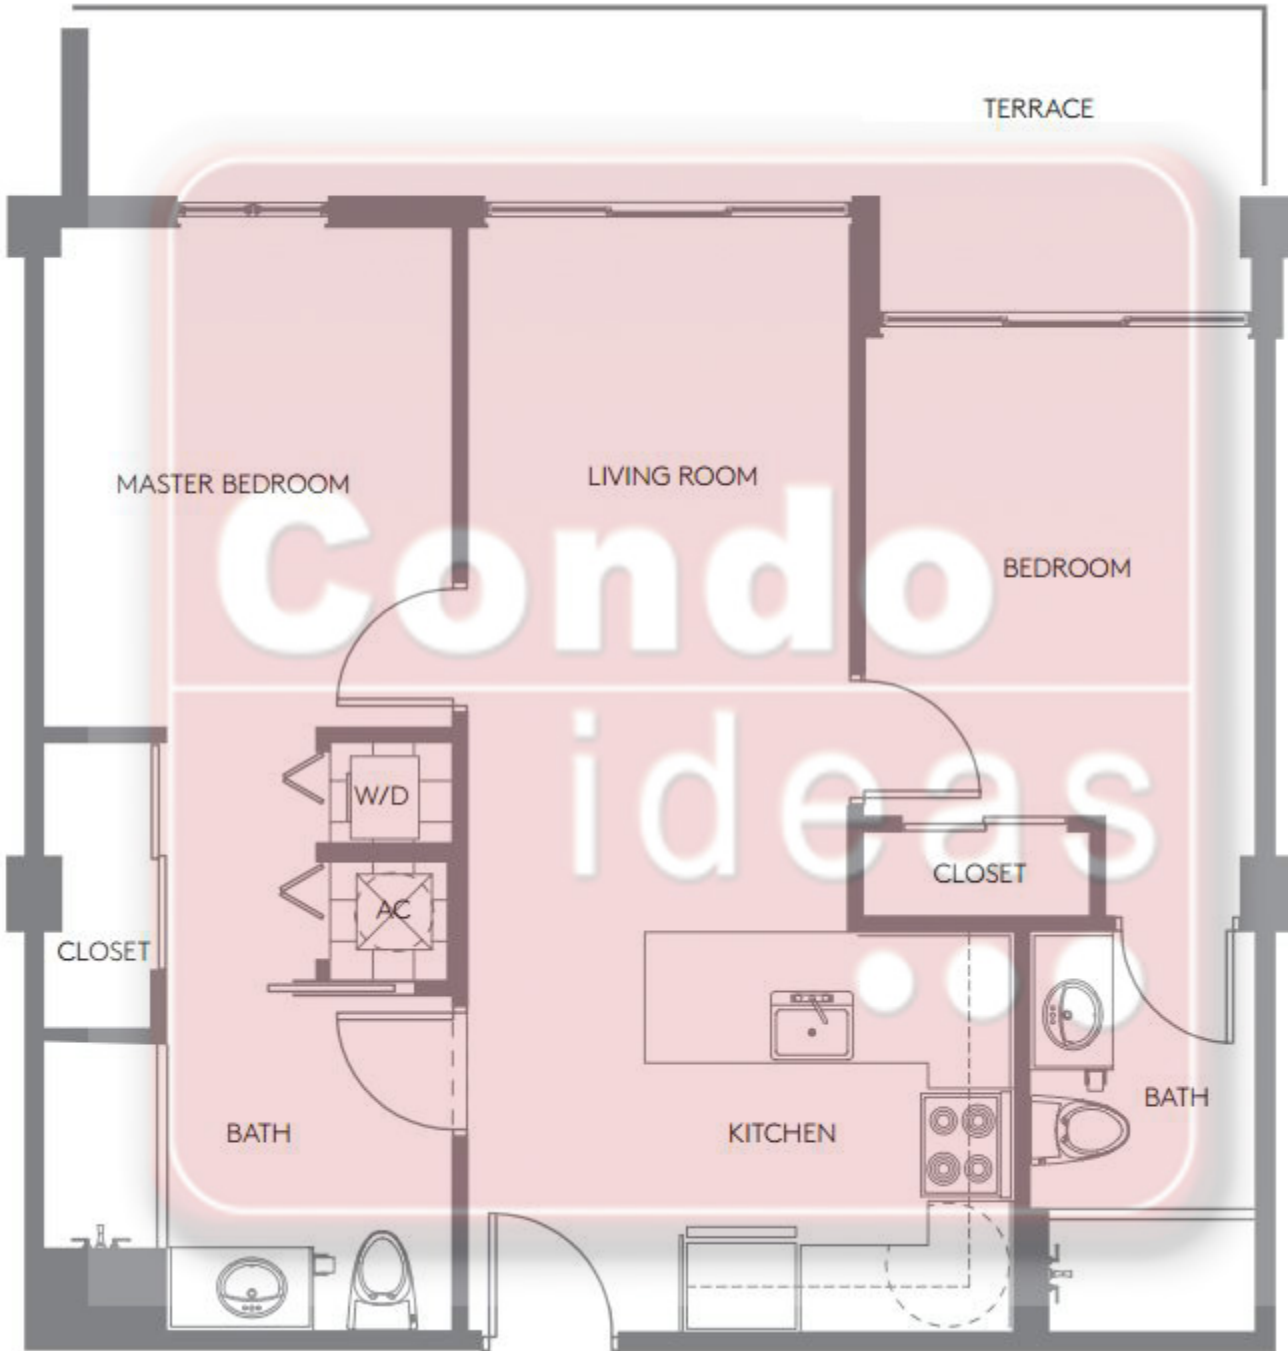 TERRACE
MASTER BEDROOM
LIVING ROOM
BEDROOM
Condo
ideas
W/D
CLOSET
AC
CLOSET
BATH
BATH
KITCHEN